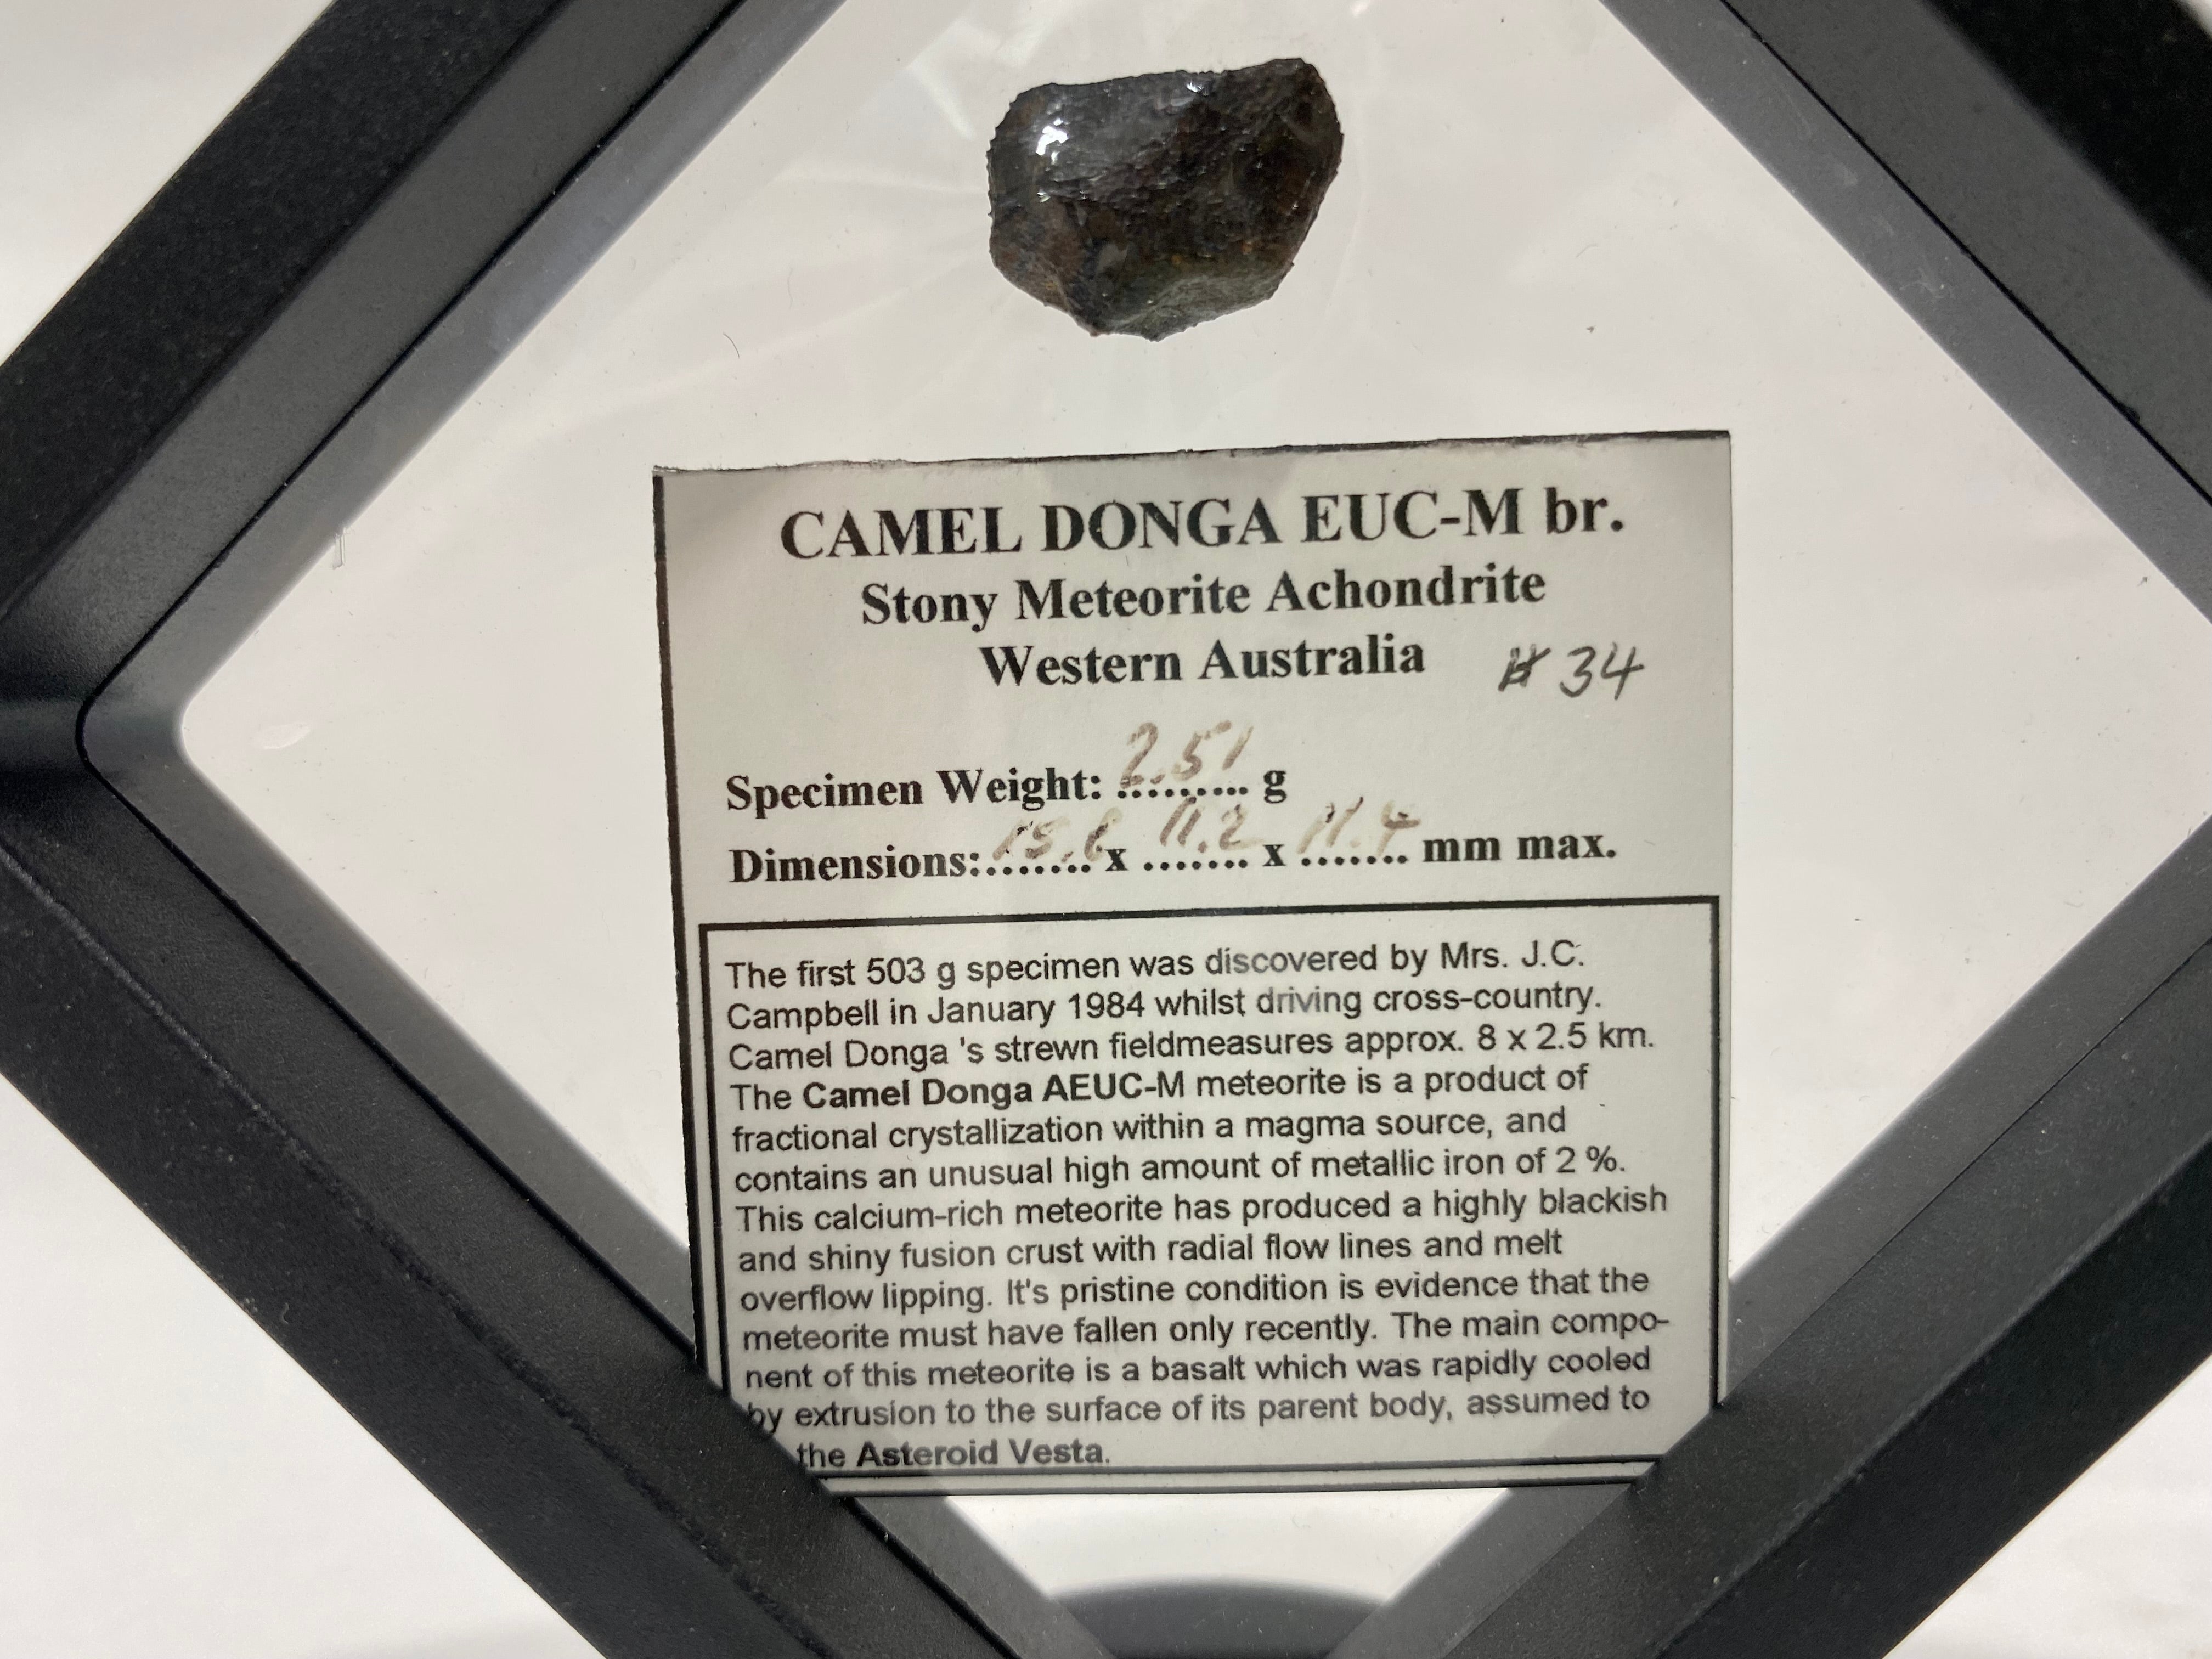 CAMEL DONGA EUC-M br.
Stony Meteorite Achondrite
Western Australia # 34
Specimen Weight: 2.51 g
Dimensions: 15.6 x 11.2 x 11.4 mm max.
The first 503 g specimen was discovered by Mrs. J.C.
Campbell in January 1984 whilst driving cross-country.
Camel Donga 's strewn fieldmeasures approx. 8 x 2.5 km.
The Camel Donga AEUC-M meteorite is a product of
fractional crystallization within a magma source, and
contains an unusual high amount of metallic iron of 2 %.
This calcium-rich meteorite has produced a highly blackish
and shiny fusion crust with radial flow lines and melt
overflow lipping. It's pristine condition is evidence that the
meteorite must have fallen only recently. The main compo-
nent of this meteorite is a basalt which was rapidly cooled
by extrusion to the surface of its parent body, assumed to
the Asteroid Vesta.